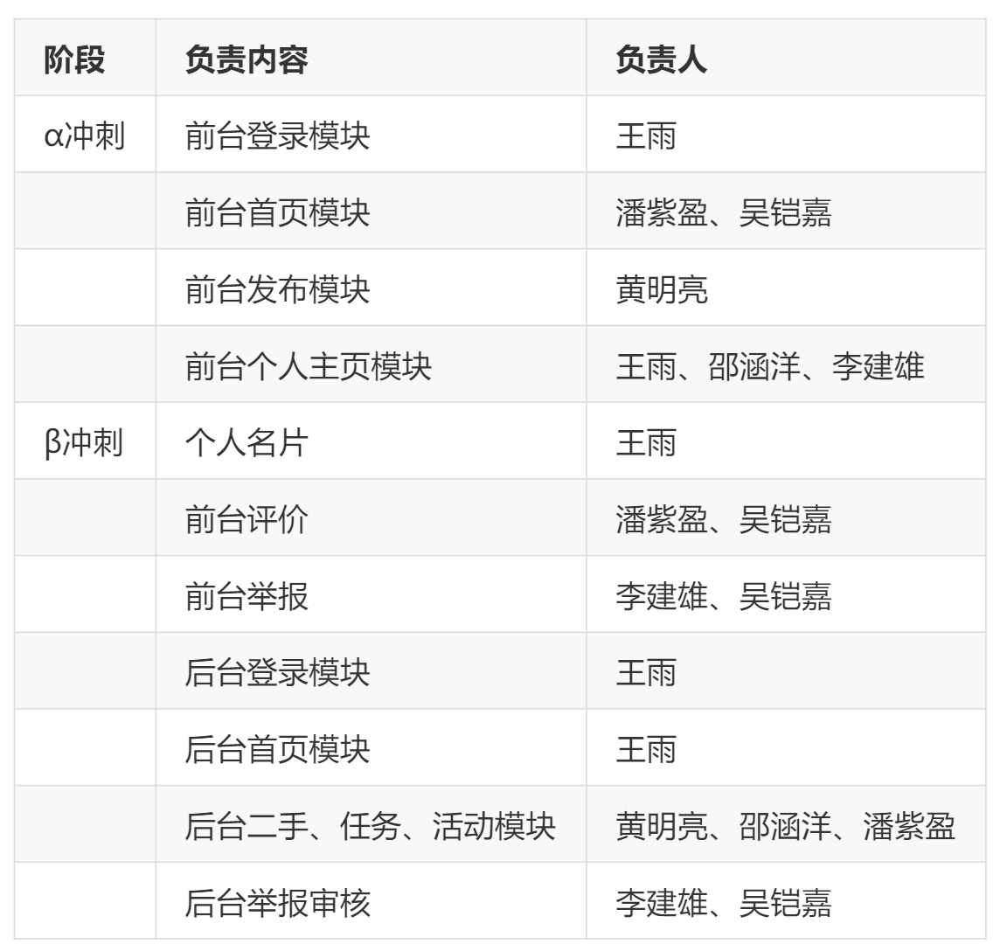 阶段 负责内容 负责人
α冲刺 前台登录模块 王雨
前台首页模块 潘紫盈、吴铠嘉
前台发布模块 黄明亮
前台个人主页模块 王雨、邵涵洋、李建雄
β冲刺 个人名片 王雨
前台评价 潘紫盈、吴铠嘉
前台举报 李建雄、吴铠嘉
后台登录模块 王雨
后台首页模块 王雨
后台二手、任务、活动模块 黄明亮、邵涵洋、潘紫盈
后台举报审核 李建雄、吴铠嘉